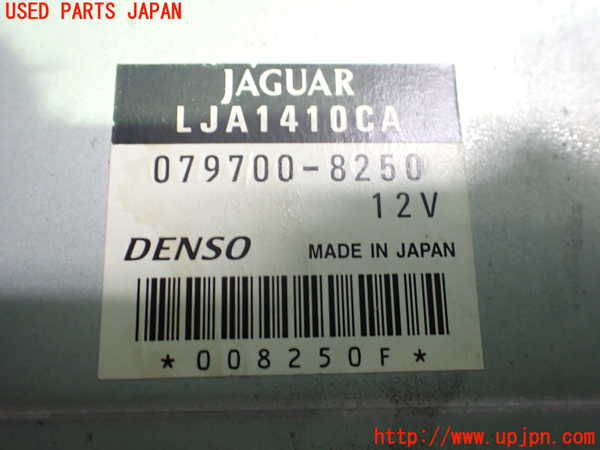 USED PARTS JAPAN
JAGUAR
LJA1410CA
079700-8250
12V
DENSO MADE IN JAPAN
*008250F*
http://www.upjpn.com/